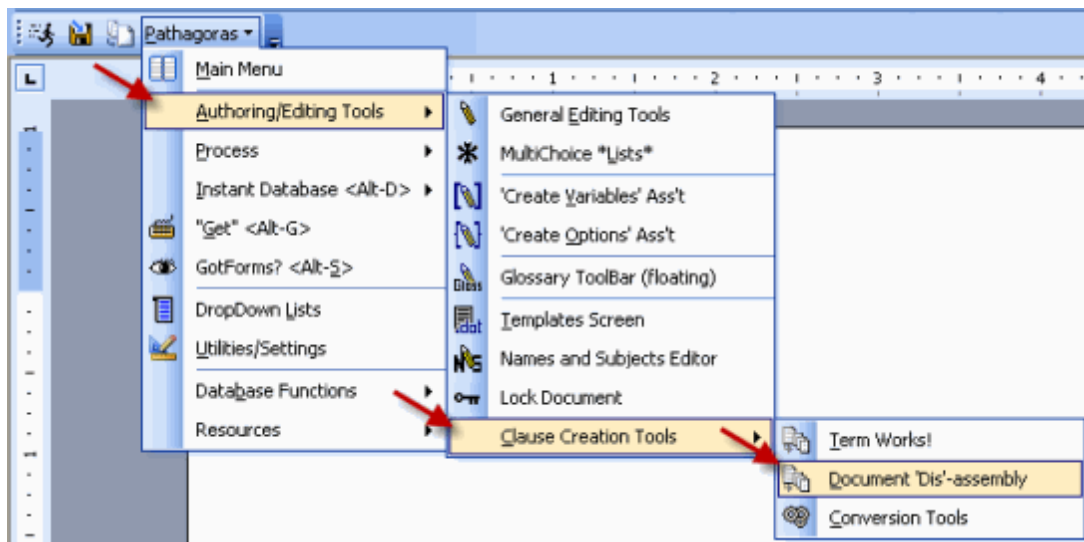 Pathagoras
Main Menu
1 2 3 4
Authoring/Editing Tools
General Editing Tools
Process
MultiChoice *Lists*
Instant Database <Alt-D>
'Create Variables' Ass't
"Get" <Alt-G>
'Create Options' Ass't
GotForms? <Alt-S>
Glossary ToolBar (floating)
Gloss
DropDown Lists
Templates Screen
.dot
Utilities/Settings
Names and Subjects Editor
NS
Database Functions
Lock Document
Resources
Clause Creation Tools
Term Works!
Document 'Dis'-assembly
Conversion Tools